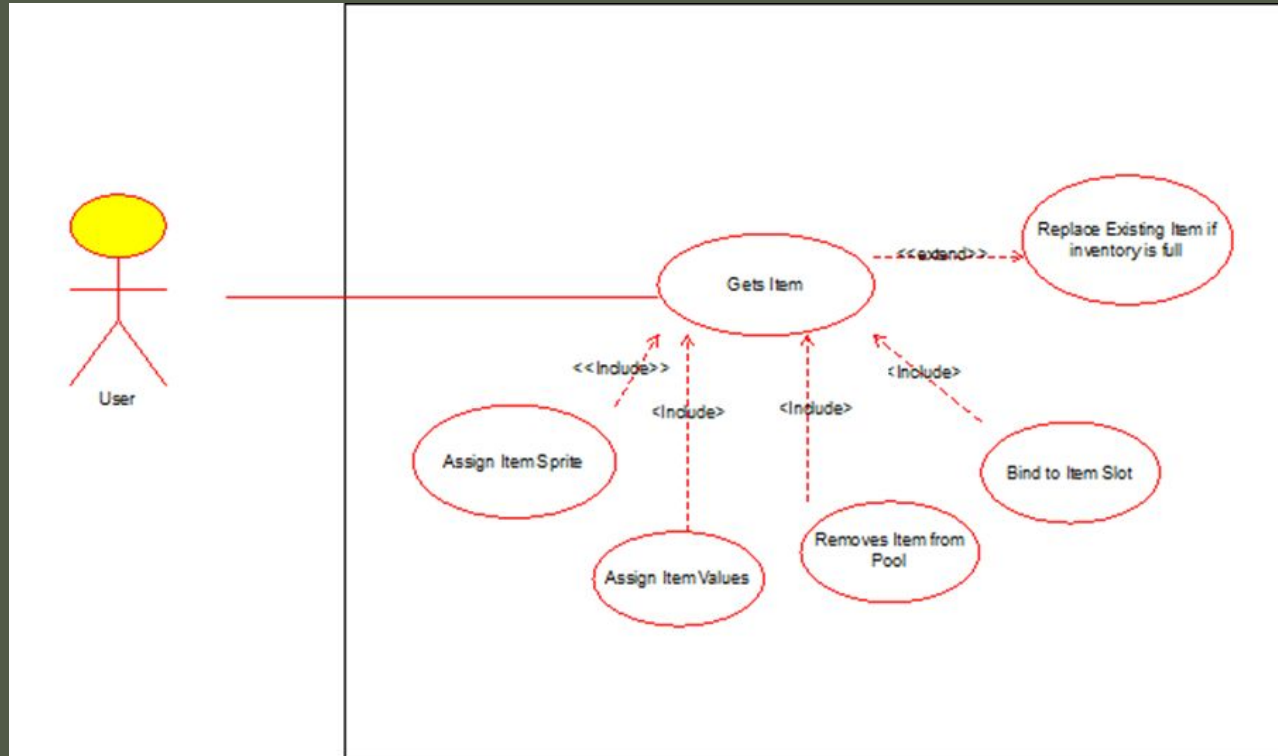 Replace Existing Item if
inventory is full
<<extend>>
Gets Item
<<Include>>
<Include>
<Include>
<Include>
User
Assign Item Sprite
Bind to Item Slot
Removes Item from
Pool
Assign Item Values